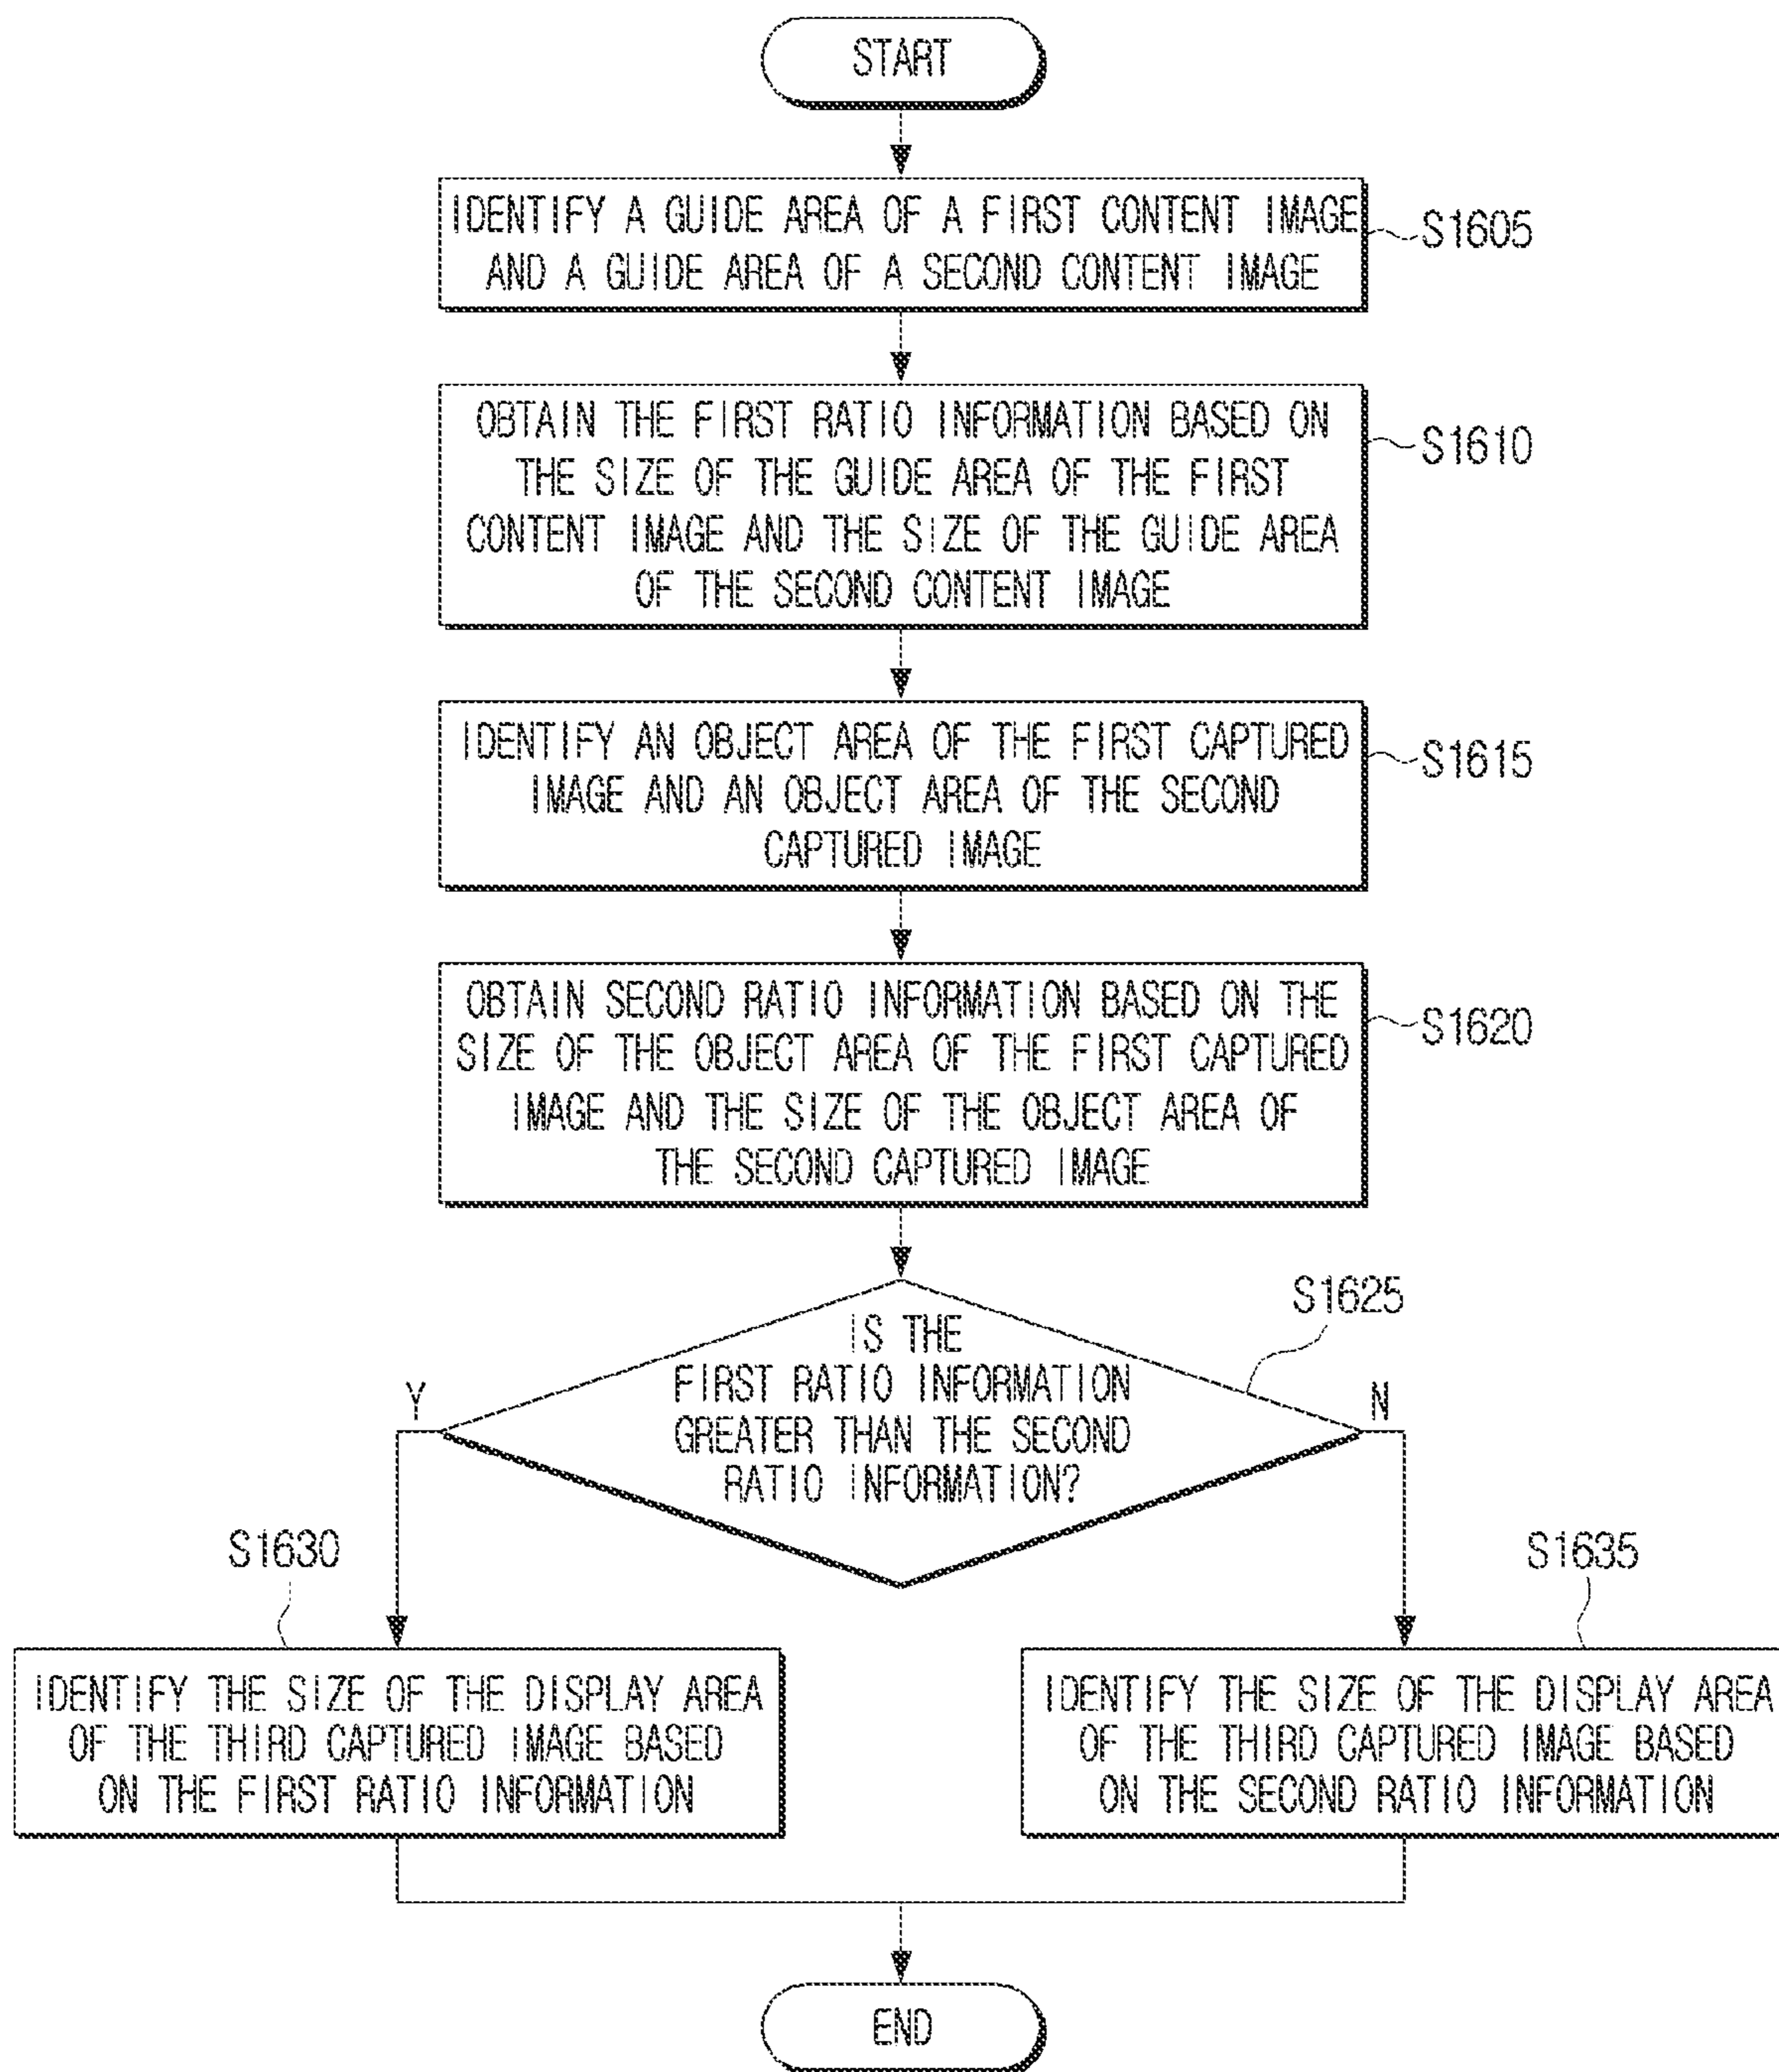 START
IDENTIFY A GUIDE AREA OF A FIRST CONTENT IMAGE
AND A GUIDE AREA OF A SECOND CONTENT IMAGE
S1605
OBTAIN THE FIRST RATIO INFORMATION BASED ON
THE SIZE OF THE GUIDE AREA OF THE FIRST
CONTENT IMAGE AND THE SIZE OF THE GUIDE AREA
OF THE SECOND CONTENT IMAGE
S1610
IDENTIFY AN OBJECT AREA OF THE FIRST CAPTURED
IMAGE AND AN OBJECT AREA OF THE SECOND
CAPTURED IMAGE
S1615
OBTAIN SECOND RATIO INFORMATION BASED ON THE
SIZE OF THE OBJECT AREA OF THE FIRST CAPTURED
IMAGE AND THE SIZE OF THE OBJECT AREA OF
THE SECOND CAPTURED IMAGE
S1620
S1625
IS THE
FIRST RATIO INFORMATION
GREATER THAN THE SECOND
RATIO INFORMATION?
Y
N
S1630
IDENTIFY THE SIZE OF THE DISPLAY AREA
OF THE THIRD CAPTURED IMAGE BASED
ON THE FIRST RATIO INFORMATION
S1635
IDENTIFY THE SIZE OF THE DISPLAY AREA
OF THE THIRD CAPTURED IMAGE BASED
ON THE SECOND RATIO INFORMATION
END